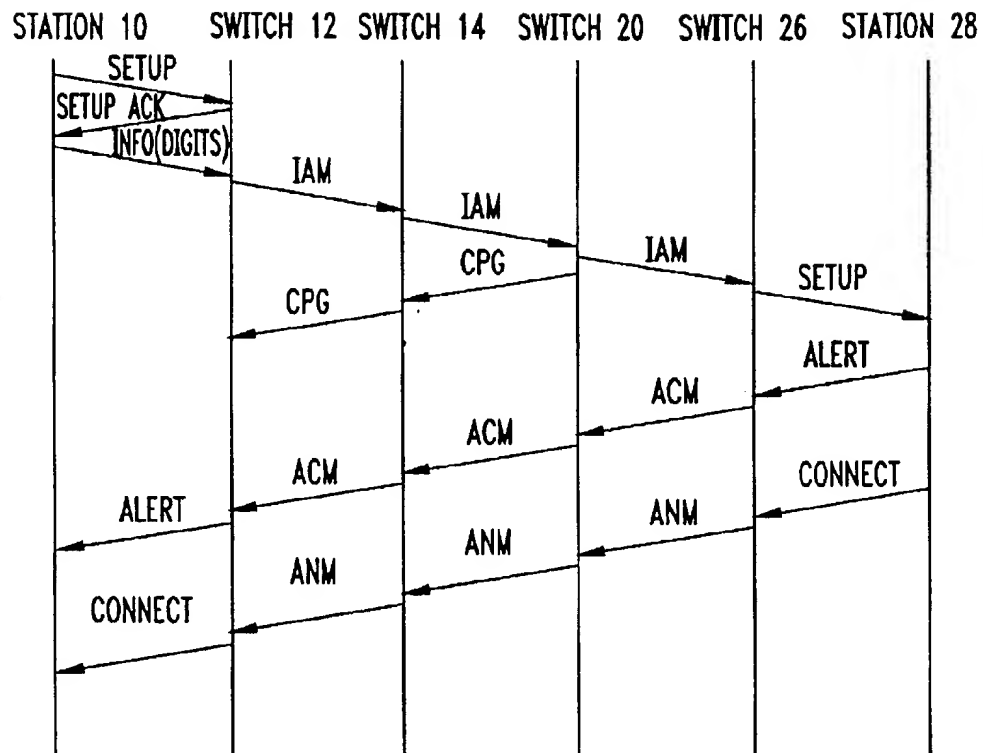 STATION 10 SWITCH 12 SWITCH 14 SWITCH 20 SWITCH 26 STATION 28
SETUP
SETUP ACK
INFO(DIGITS)
IAM
IAM
IAM
CPG
SETUP
CPG
ALERT
ACM
ACM
ACM
CONNECT
ALERT
ANM
ANM
ANM
CONNECT